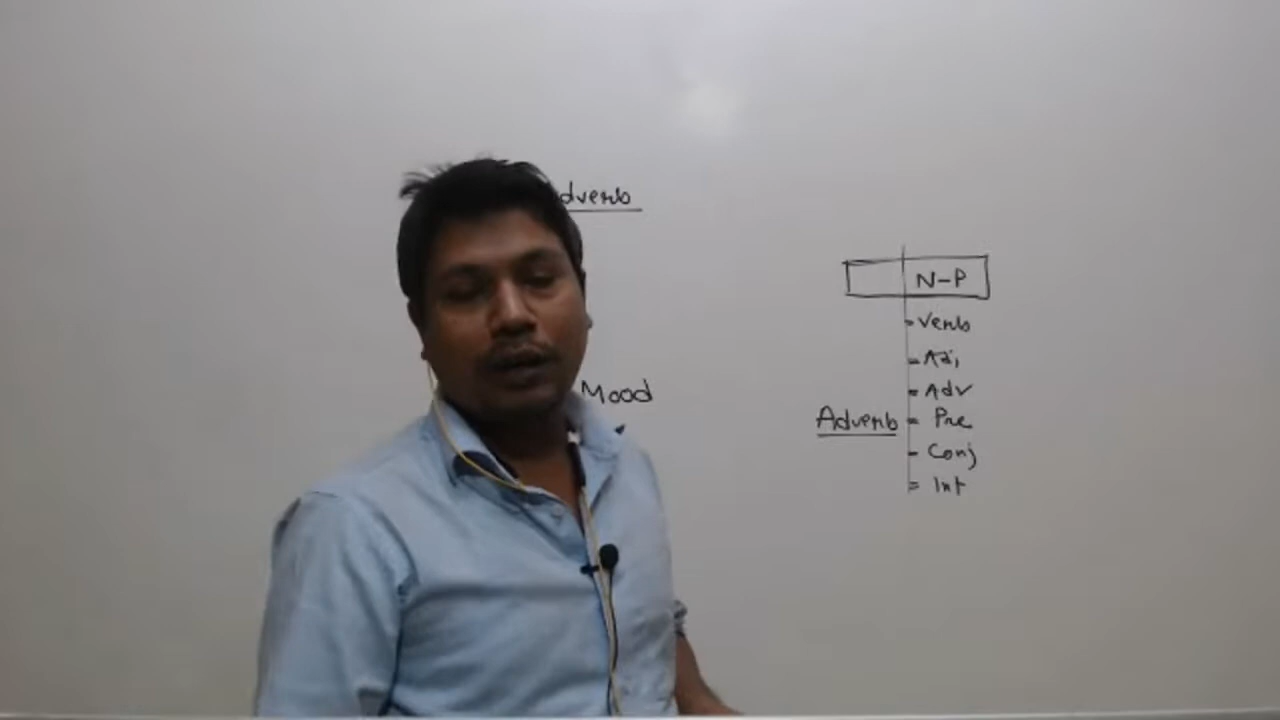 dverb
N-P
Verb
Adj
Mood
Adv
Adverb Pre
Conj
Int